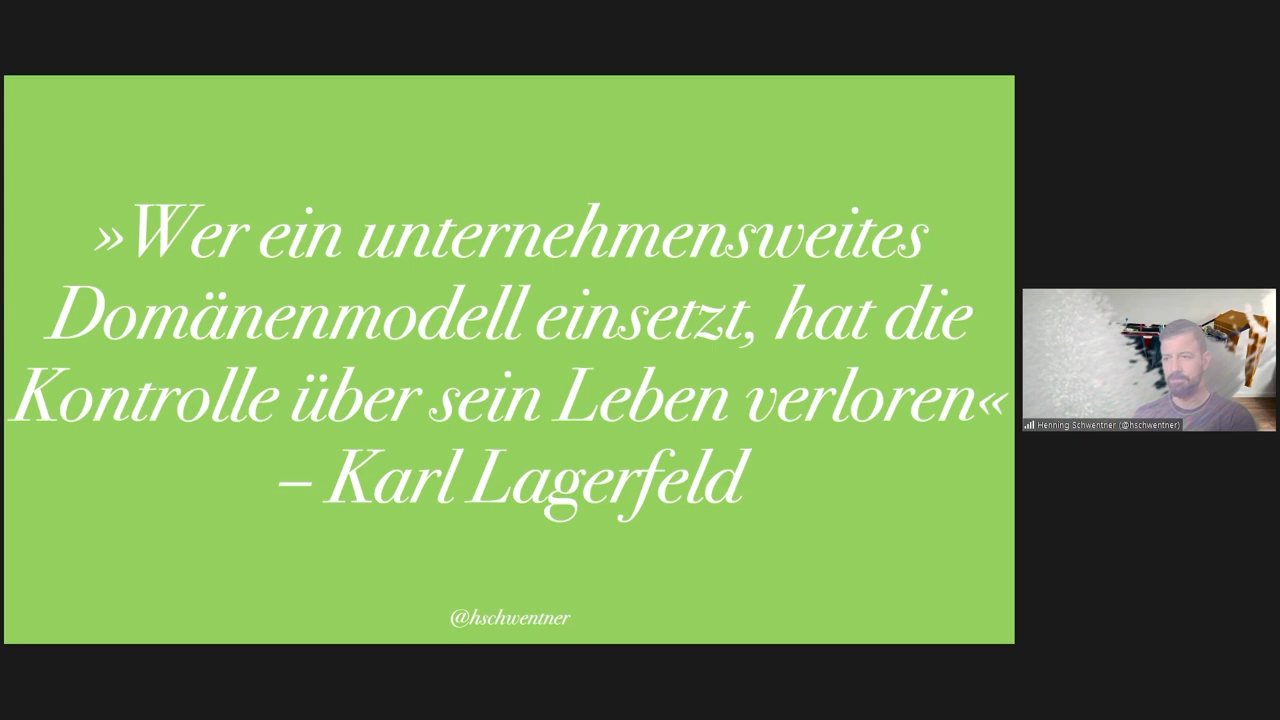 »Wer ein unternehmensweites
Domänenmodell einsetzt, hat die
Kontrolle über sein Leben verloren«
– Karl Lagerfeld
@hschwentner
Henning Schwentner (@hschwentner)